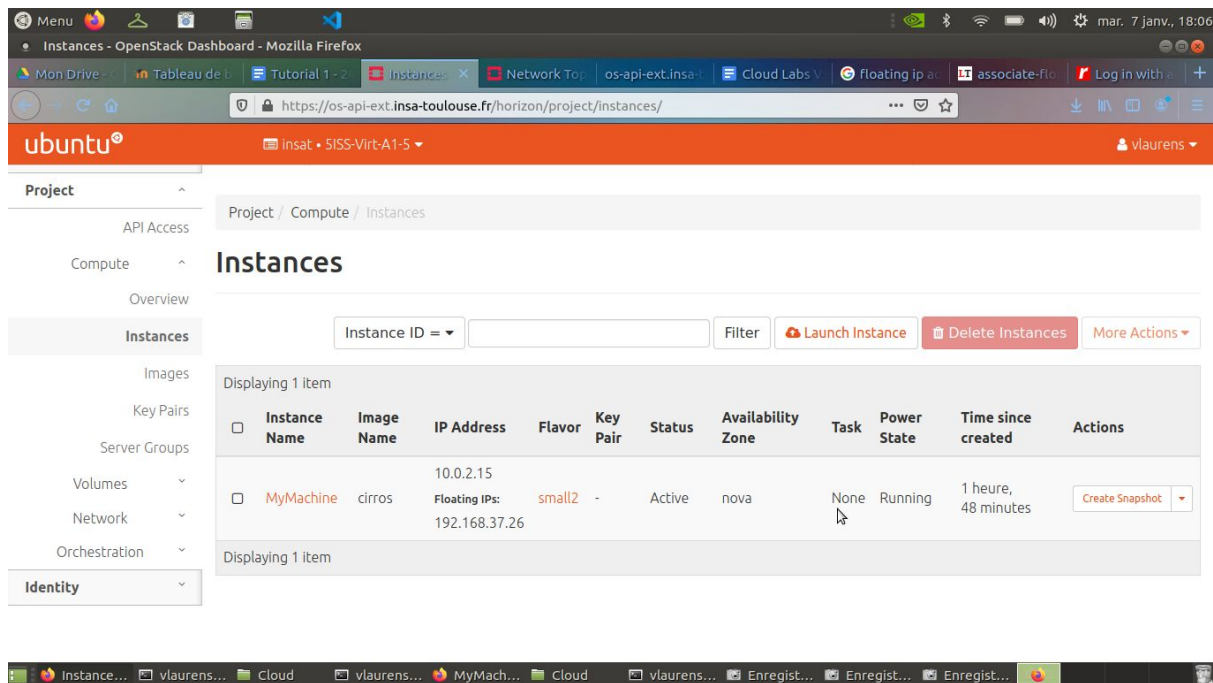 Menu mar. 7 janv., 18:06
Instances - OpenStack Dashboard - Mozilla Firefox
Mon Drive - Tableau de b Tutorial 1 - 2 Instances Network Top os-api-ext.insa-t Cloud Labs V floating ip ad associate-flo Log in with a
https://os-api-ext.insa-toulouse.fr/horizon/project/instances/
ubuntu insat • 5ISS-Virt-A1-5 vlaurens
Project
API Access
Compute
Overview
Instances
Images
Key Pairs
Server Groups
Volumes
Network
Orchestration
Identity
Project / Compute / Instances
Instances
Instance ID = Filter Launch Instance Delete Instances More Actions
Displaying 1 item
Instance Name Image Name IP Address Flavor Key Pair Status Availability Zone Task Power State Time since created Actions
MyMachine cirros 10.0.2.15 Floating IPs: 192.168.37.26 small2 - Active nova None Running 1 heure, 48 minutes Create Snapshot
Displaying 1 item
Instance... vlaurens... Cloud vlaurens... MyMach... Cloud vlaurens... Enregist... Enregist... Enregist...